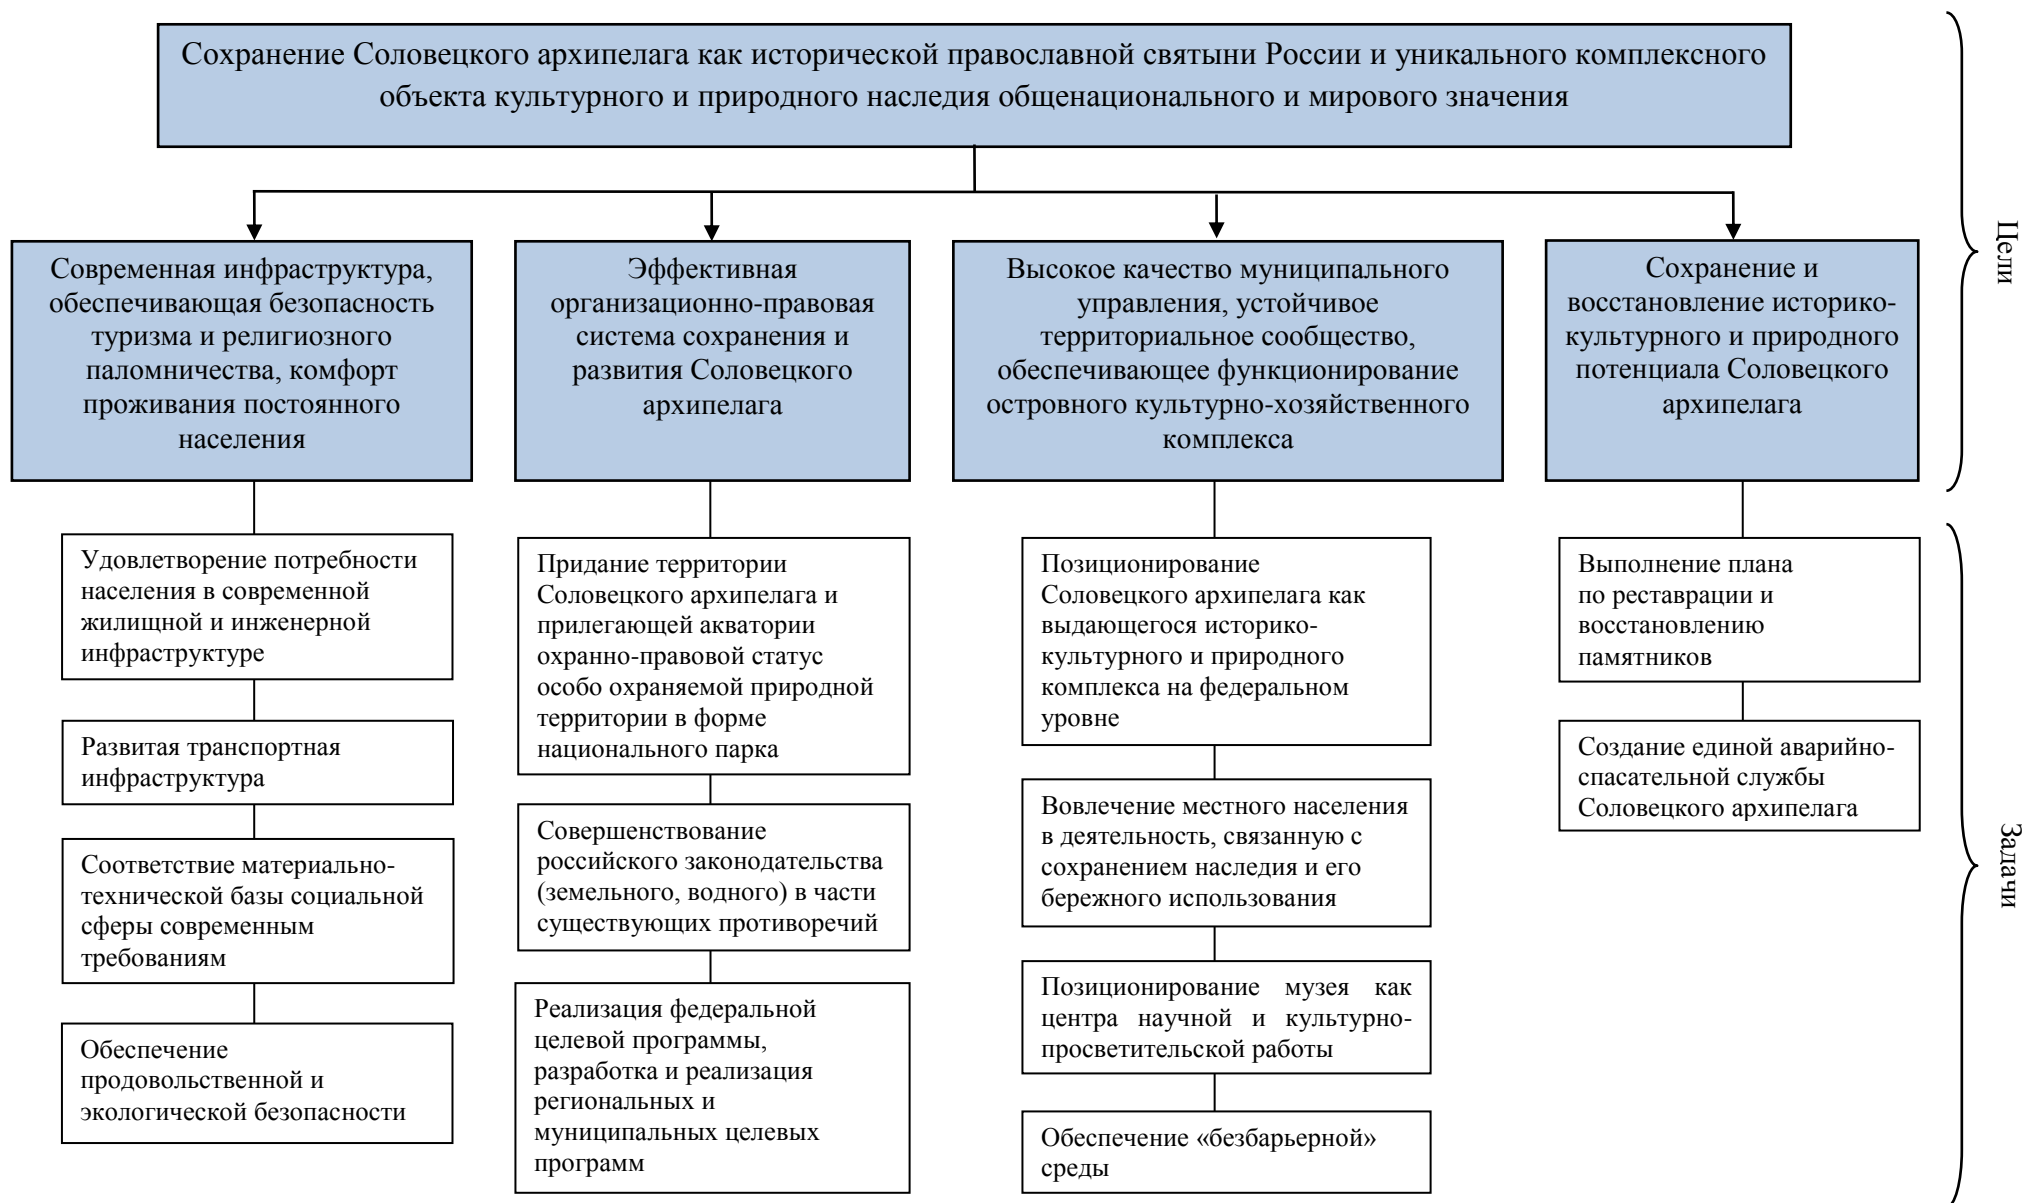 Сохранение Соловецкого архипелага как исторической православной святыни России и уникального комплексного
объекта культурного и природного наследия общенационального и мирового значения
Цели
Современная инфраструктура,
обеспечивающая безопасность
туризма и религиозного
паломничества, комфорт
проживания постоянного
населения
Эффективная
организационно-правовая
система сохранения и
развития Соловецкого
архипелага
Высокое качество муниципального
управления, устойчивое
территориальное сообщество,
обеспечивающее функционирование
островного культурно-хозяйственного
комплекса
Сохранение и
восстановление историко-
культурного и природного
потенциала Соловецкого
архипелага
Удовлетворение потребности
населения в современной
жилищной и инженерной
инфраструктуре
Развитая транспортная
инфраструктура
Соответствие материально-
технической базы социальной
сферы современным
требованиям
Обеспечение
продовольственной и
экологической безопасности
Придание территории
Соловецкого архипелага и
прилегающей акватории
охранно-правовой статус
особо охраняемой природной
территории в форме
национального парка
Совершенствование
российского законодательства
(земельного, водного) в части
существующих противоречий
Реализация федеральной
целевой программы,
разработка и реализация
региональных и
муниципальных целевых
программ
Позиционирование
Соловецкого архипелага как
выдающегося историко-
культурного и природного
комплекса на федеральном
уровне
Вовлечение местного населения
в деятельность, связанную с
сохранением наследия и его
бережного использования
Позиционирование музея как
центра научной и культурно-
просветительской работы
Обеспечение «безбарьерной»
среды
Выполнение плана
по реставрации и
восстановлению
памятников
Создание единой аварийно-
спасательной службы
Соловецкого архипелага
Задачи